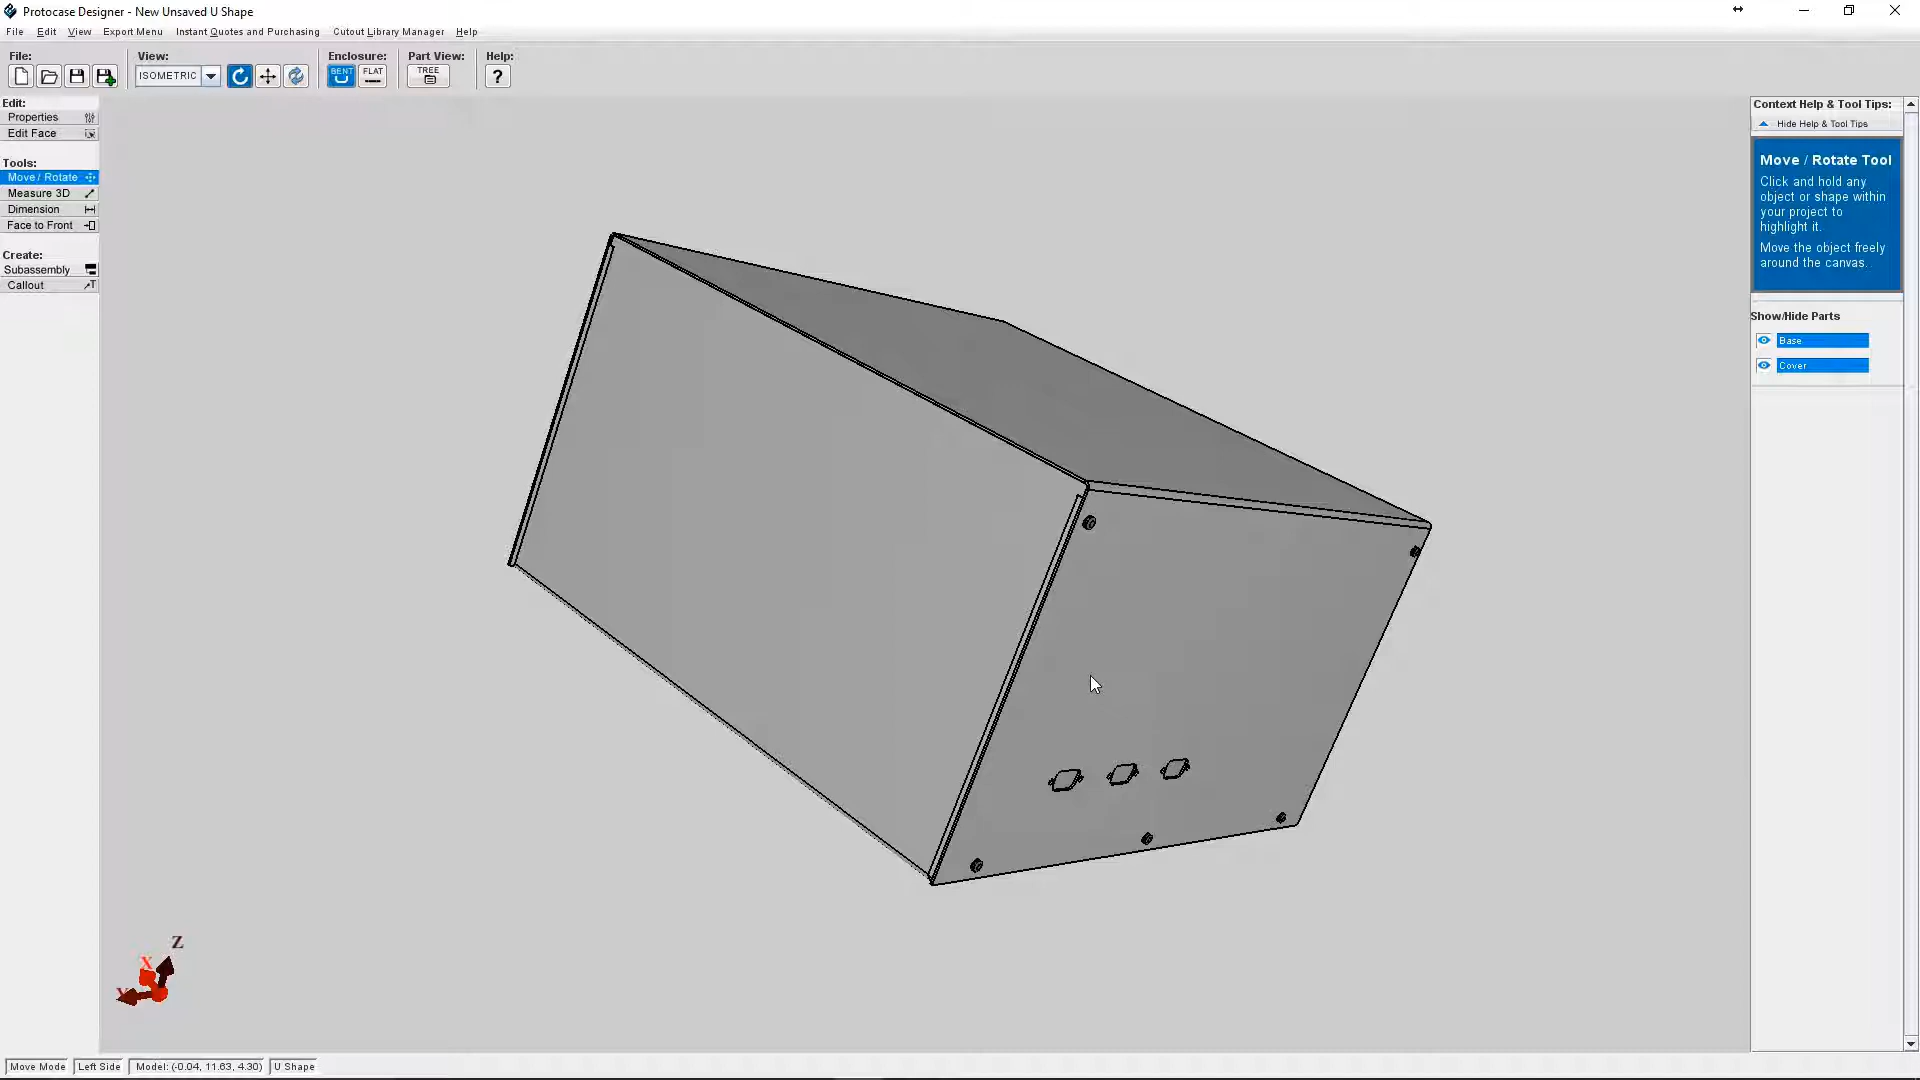 Protocase Designer - New Unsaved U Shape
File Edit View Export Menu Instant Quotes and Purchasing Cutout Library Manager Help
File: View: Enclosure: Part View: Help:
ISOMETRIC BENT FLAT TREE ?
Edit:
Properties
Edit Face
Tools:
Move / Rotate
Measure 3D
Dimension
Face to Front
Create:
Subassembly
Callout
Context Help & Tool Tips:
Hide Help & Tool Tips
Move / Rotate Tool
Click and hold any
object or shape within
your project to
highlight it.
Move the object freely
around the canvas.
Show/Hide Parts
Base
Cover
Z
X
Y
Move Mode Left Side Model: (-0.04, 11.63, 4.30) U Shape